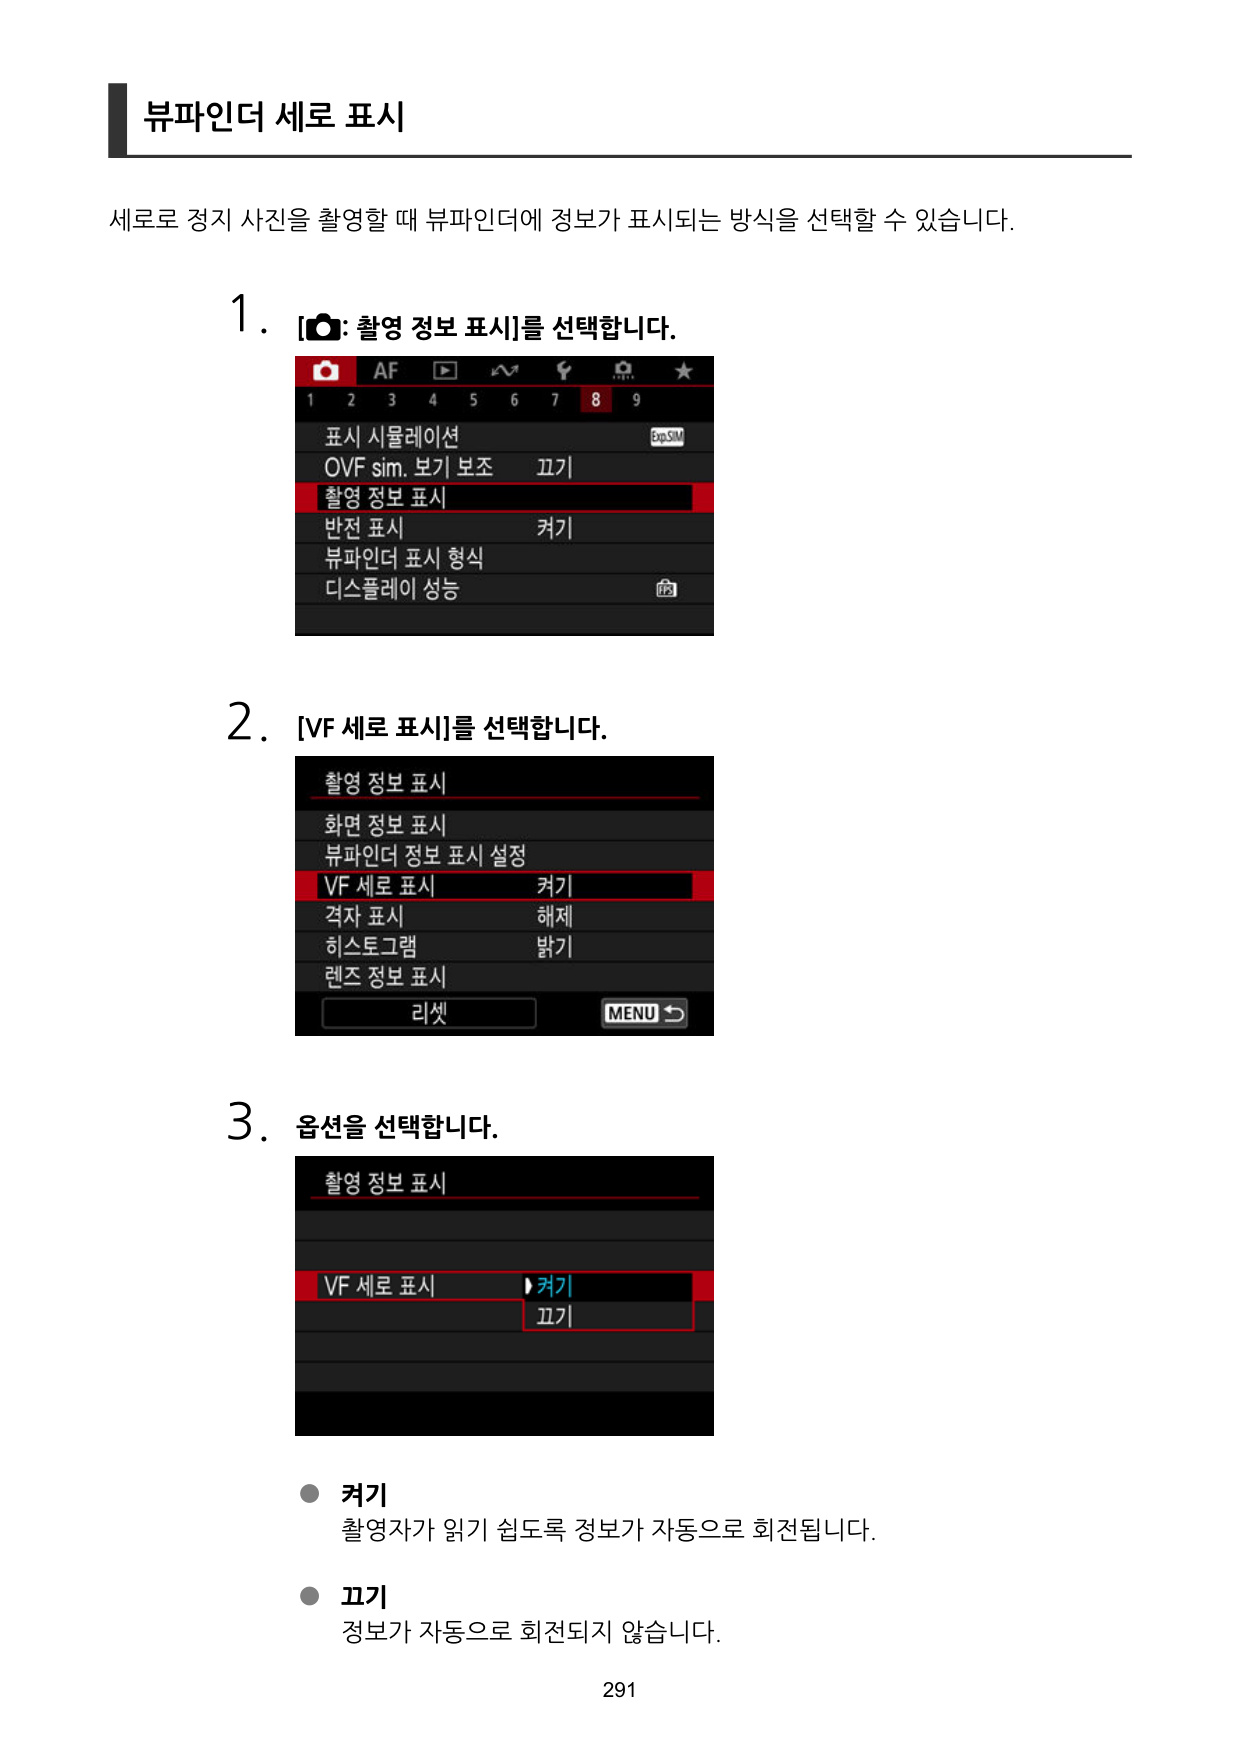 뷰파인더 세로 표시
세로로 정지 사진을 촬영할 때 뷰파인더에 정보가 표시되는 방식을 선택할 수 있습니다.
1. [: 촬영 정보 표시]를 선택합니다.
AF
1 2 3 4 5 6 7 8 9
표시 시뮬레이션 Exp.SIM
OVF sim. 보기 보조 끄기
촬영 정보 표시
반전 표시 켜기
뷰파인더 표시 형식
디스플레이 성능 FPS
2. [VF 세로 표시]를 선택합니다.
촬영 정보 표시
화면 정보 표시
뷰파인더 정보 표시 설정
VF 세로 표시 켜기
격자 표시 해제
히스토그램 밝기
렌즈 정보 표시
리셋 MENU
3. 옵션을 선택합니다.
촬영 정보 표시
VF 세로 표시 켜기
끄기
● 켜기
촬영자가 읽기 쉽도록 정보가 자동으로 회전됩니다.
● 끄기
정보가 자동으로 회전되지 않습니다.
291